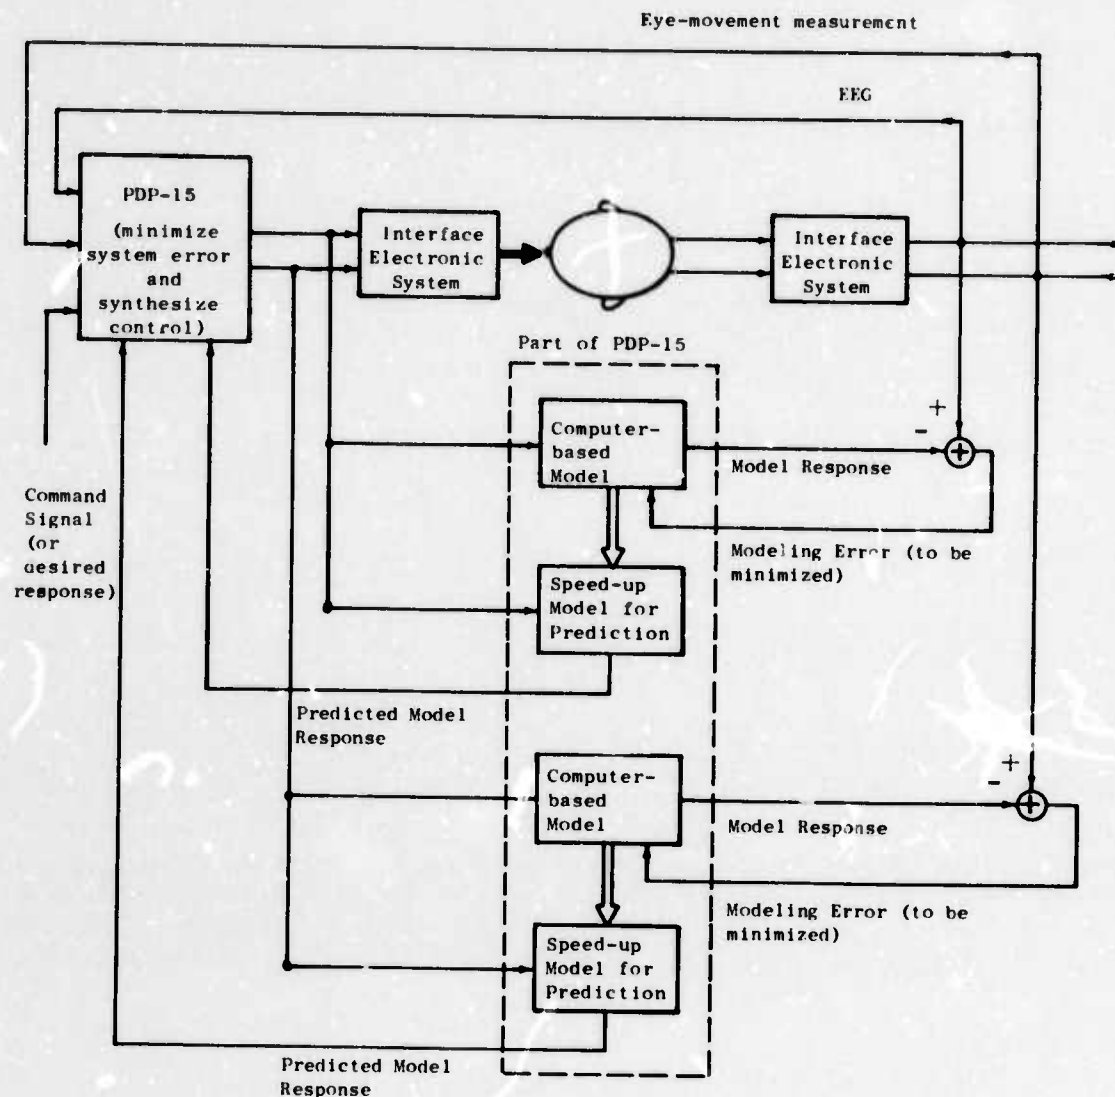 Eye-movement measurement
EEG
PDP-15
(minimize
system error
and
synthesize
control)
Interface
Electronic
System
Interface
Electronic
System
Part of PDP-15
Computer-
based
Model
Model Response
+
-
+
Command
Signal
(or
desired
response)
Modeling Error (to be
minimized)
Speed-up
Model for
Prediction
Predicted Model
Response
Computer-
based
Model
Model Response
+
-
+
Modeling Error (to be
minimized)
Speed-up
Model for
Prediction
Predicted Model
Response